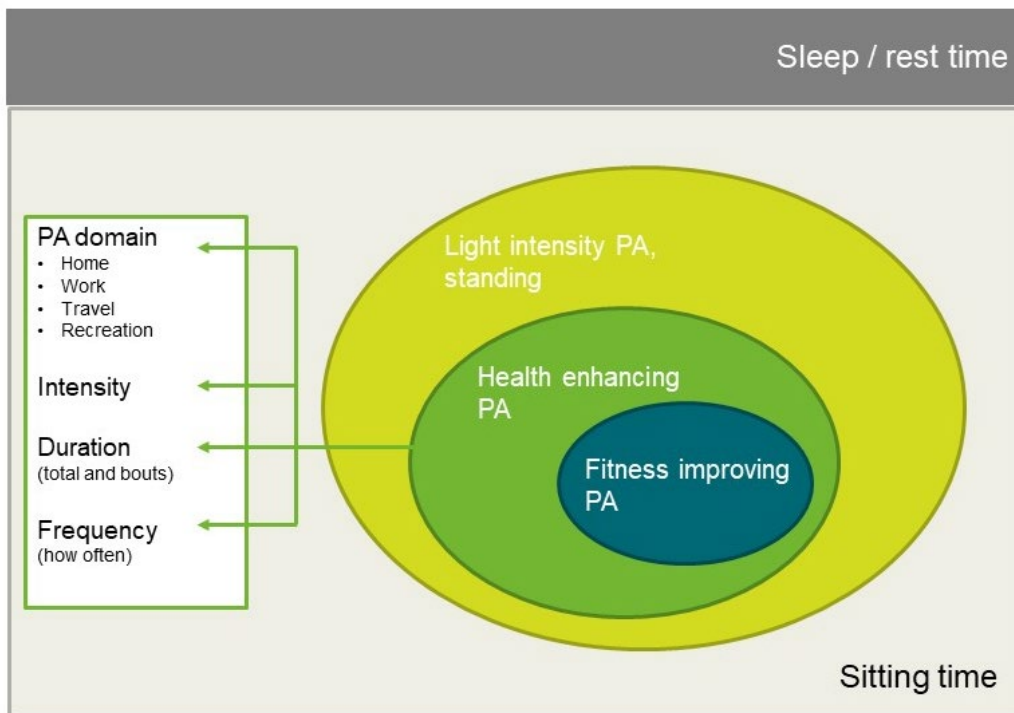 Sleep / rest time
PA domain
• Home
• Work
• Travel
• Recreation
Intensity
Duration
(total and bouts)
Frequency
(how often)
Light intensity PA,
standing
Health enhancing
PA
Fitness improving
PA
Sitting time